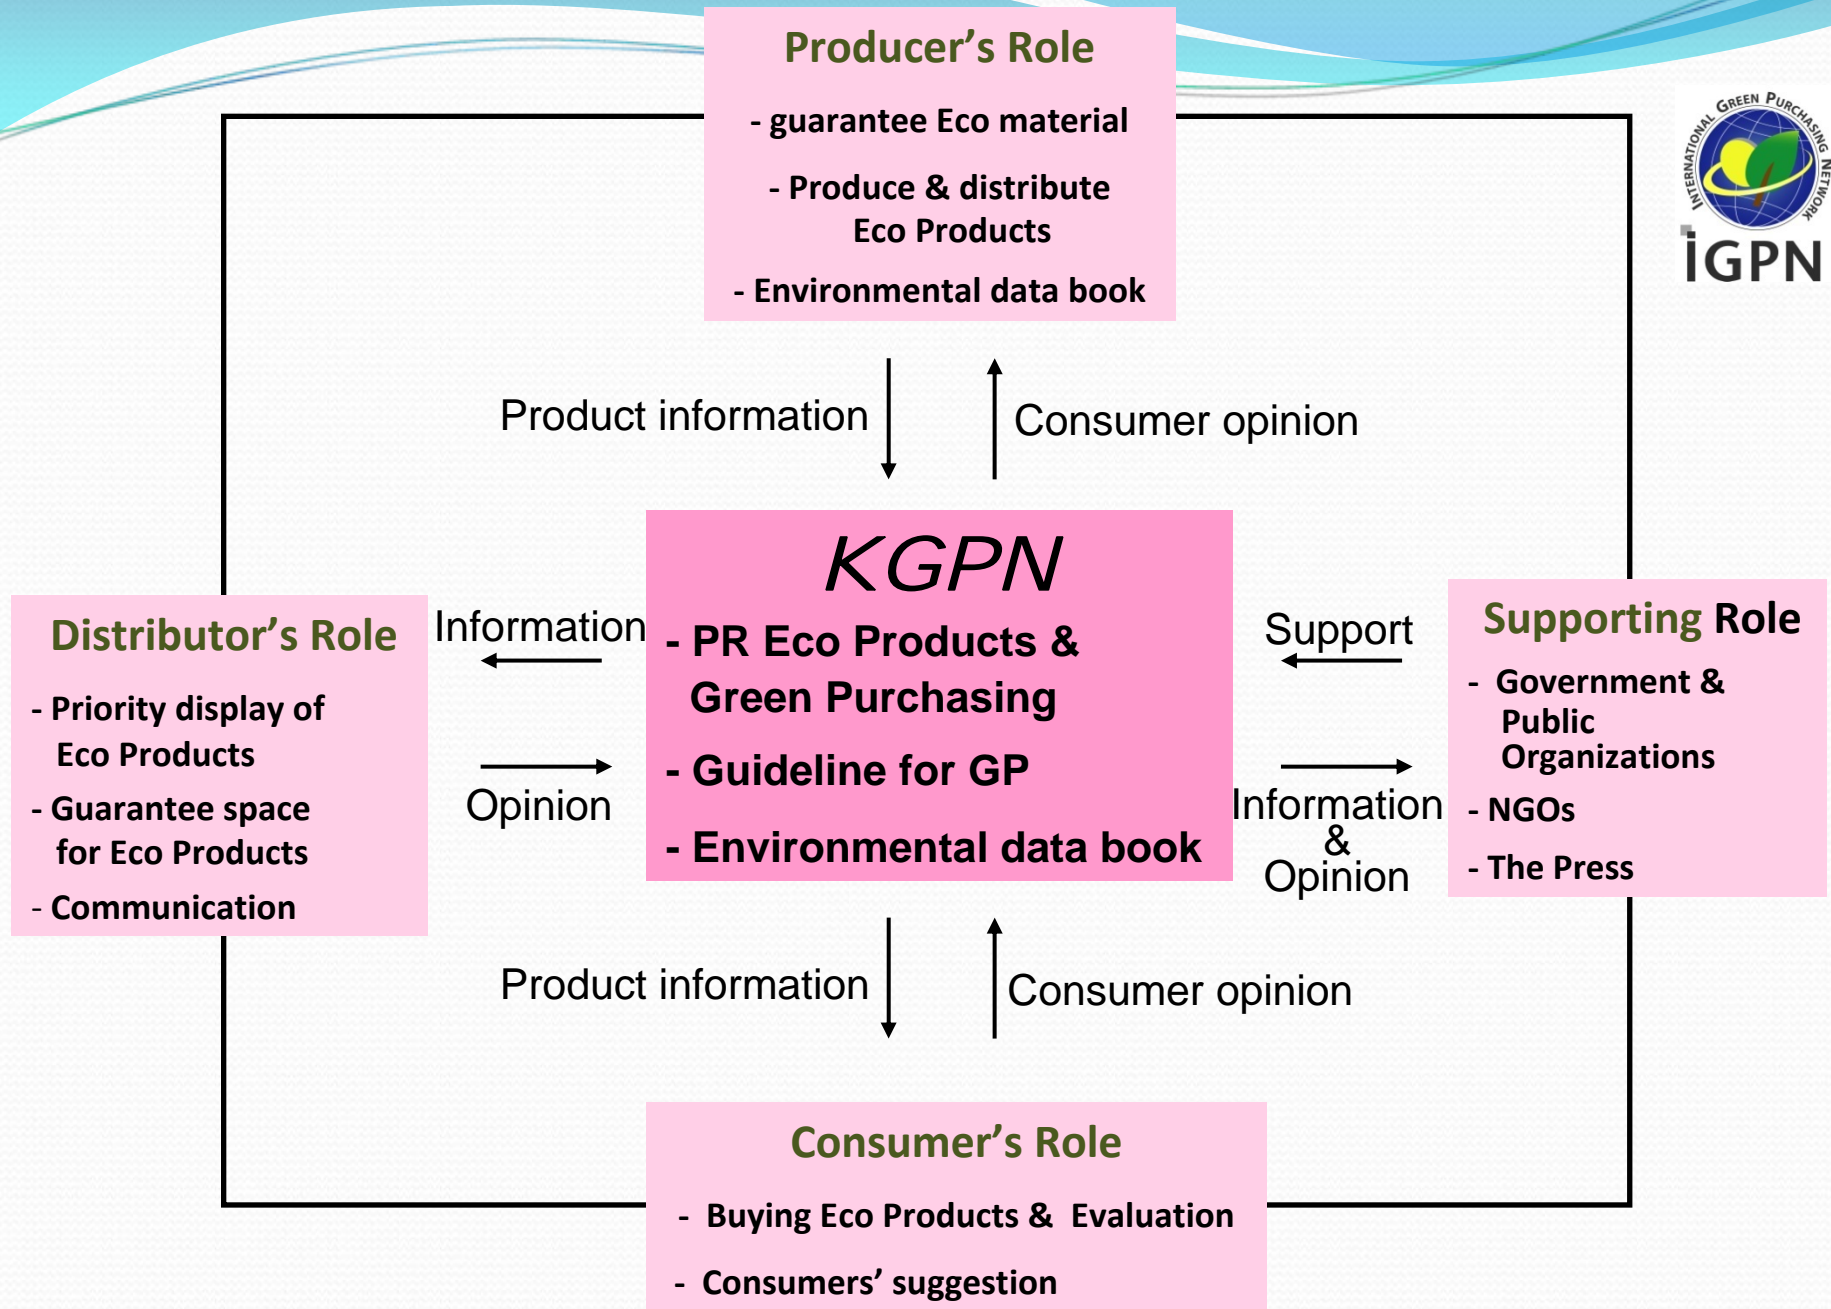 Producer's Role
- guarantee Eco material
- Produce & distribute
Eco Products
- Environmental data book
INTERNATIONAL GREEN PURCHASING NETWORK
iGPN
Product information
Consumer opinion
KGPN
- PR Eco Products &
Green Purchasing
- Guideline for GP
- Environmental data book
Distributor's Role
- Priority display of
Eco Products
- Guarantee space
for Eco Products
- Communication
Information
Opinion
Support
Information
&
Opinion
Supporting Role
- Government &
Public
Organizations
- NGOs
- The Press
Product information
Consumer opinion
Consumer's Role
- Buying Eco Products & Evaluation
- Consumers' suggestion